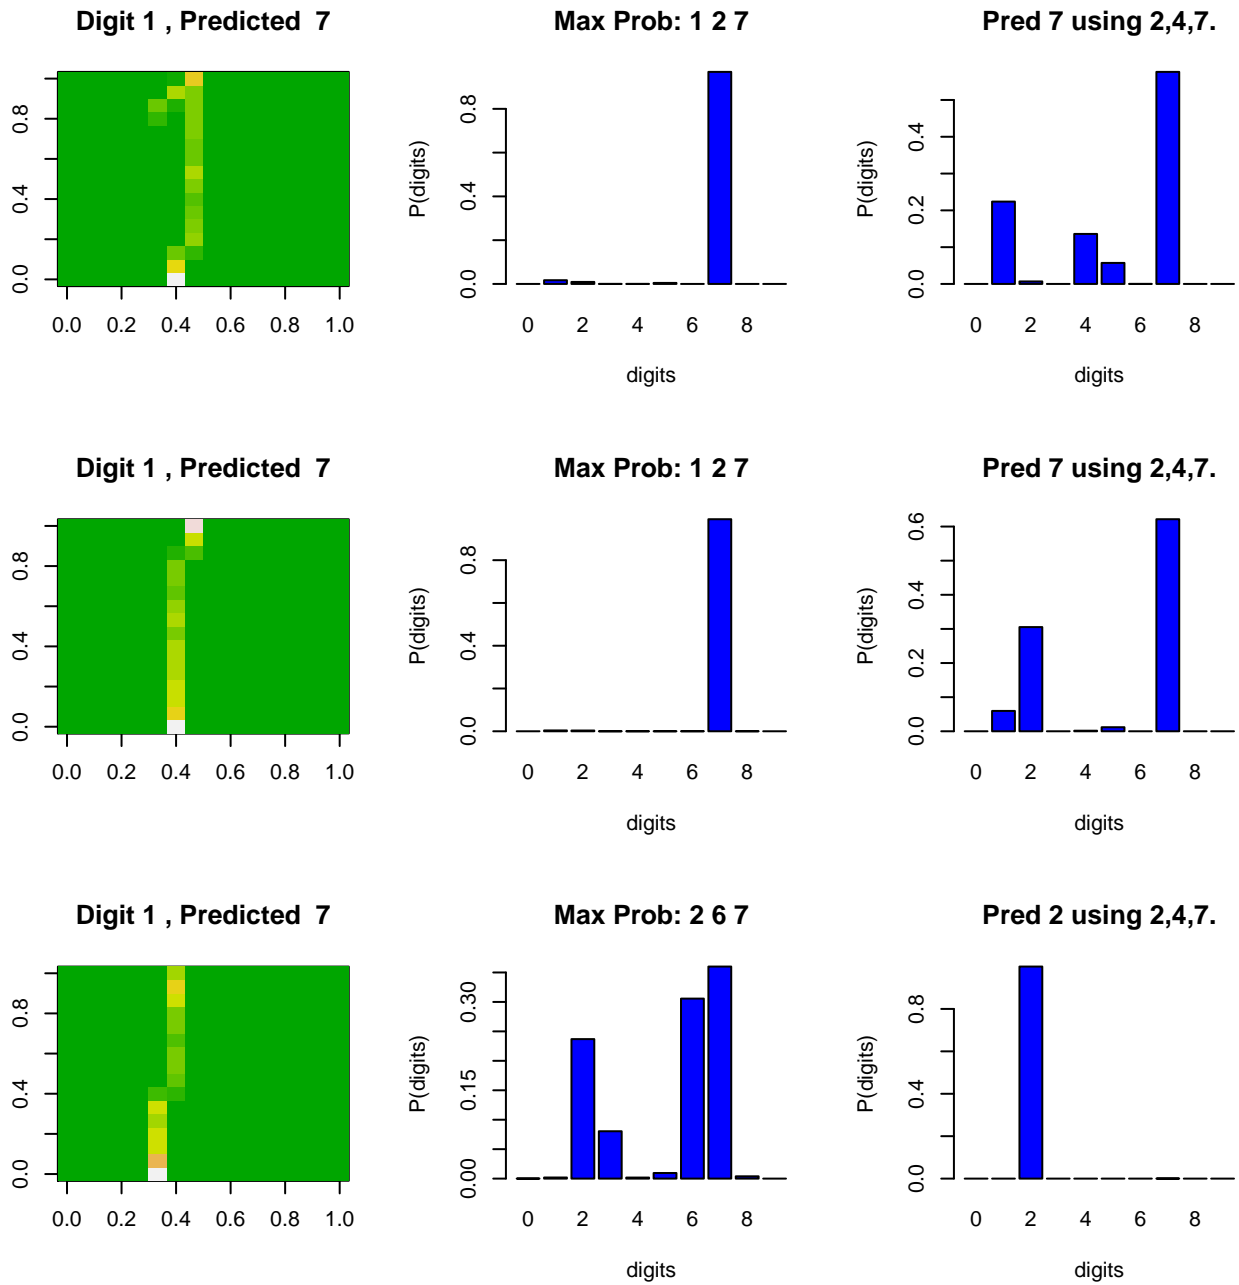 Digit 1 , Predicted  7
Max Prob: 1 2 7
Pred 7 using 2,4,7.
0.0 0.4 0.8
0.0 0.2 0.4 0.6 0.8 1.0
P(digits)
0.0 0.4 0.8
0 2 4 6 8
digits
P(digits)
0.0 0.2 0.4
0 2 4 6 8
digits
Digit 1 , Predicted  7
Max Prob: 1 2 7
Pred 7 using 2,4,7.
0.0 0.4 0.8
0.0 0.2 0.4 0.6 0.8 1.0
P(digits)
0.0 0.4 0.8
0 2 4 6 8
digits
P(digits)
0.0 0.2 0.4 0.6
0 2 4 6 8
digits
Digit 1 , Predicted  7
Max Prob: 2 6 7
Pred 2 using 2,4,7.
0.0 0.4 0.8
0.0 0.2 0.4 0.6 0.8 1.0
P(digits)
0.00 0.15 0.30
0 2 4 6 8
digits
P(digits)
0.0 0.4 0.8
0 2 4 6 8
digits